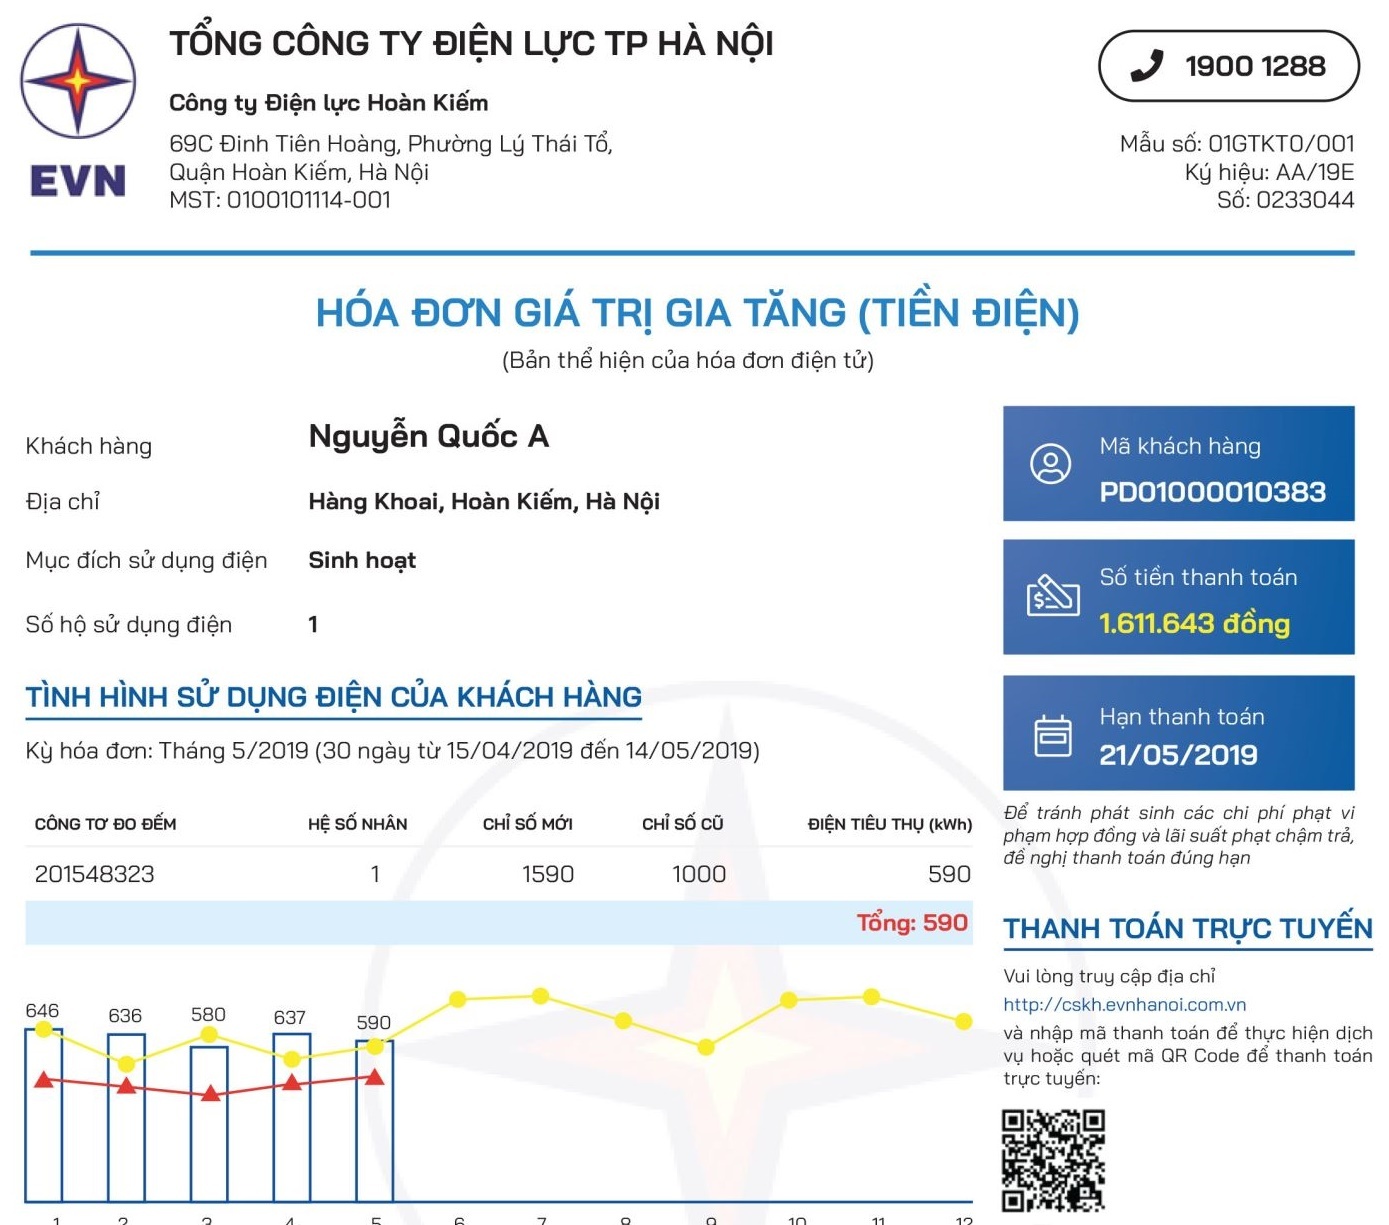 TỔNG CÔNG TY ĐIỆN LỰC TP HÀ NỘI
1900 1288
EVN
Công ty Điện lực Hoàn Kiếm
69C Đinh Tiên Hoàng, Phường Lý Thái Tổ,
Quận Hoàn Kiếm, Hà Nội
MST: 0100101114-001
Mẫu số: 01GTKT0/001
Ký hiệu: AA/19E
Số: 0233044
HÓA ĐƠN GIÁ TRỊ GIA TĂNG (TIỀN ĐIỆN)
(Bản thể hiện của hóa đơn điện tử)
Khách hàng Nguyễn Quốc A
Địa chỉ Hàng Khoai, Hoàn Kiếm, Hà Nội
Mục đích sử dụng điện Sinh hoạt
Số hộ sử dụng điện 1
Mã khách hàng
PD01000010383
Số tiền thanh toán
1.611.643 đồng
Hạn thanh toán
21/05/2019
Để tránh phát sinh các chi phí phạt vi
phạm hợp đồng và lãi suất phạt chậm trả,
đề nghị thanh toán đúng hạn
TÌNH HÌNH SỬ DỤNG ĐIỆN CỦA KHÁCH HÀNG
Kỳ hóa đơn: Tháng 5/2019 (30 ngày từ 15/04/2019 đến 14/05/2019)
CÔNG TƠ ĐO ĐẾM HỆ SỐ NHÂN CHỈ SỐ MỚI CHỈ SỐ CŨ ĐIỆN TIÊU THỤ (kWh)
201548323 1 1590 1000 590
Tổng: 590
646 636 580 637 590
1 2 3 4 5 6 7 8 9 10 11 12
THANH TOÁN TRỰC TUYẾN
Vui lòng truy cập địa chỉ
http://cskh.evnhanoi.com.vn
và nhập mã thanh toán để thực hiện dịch
vụ hoặc quét mã QR Code để thanh toán
trực tuyến: